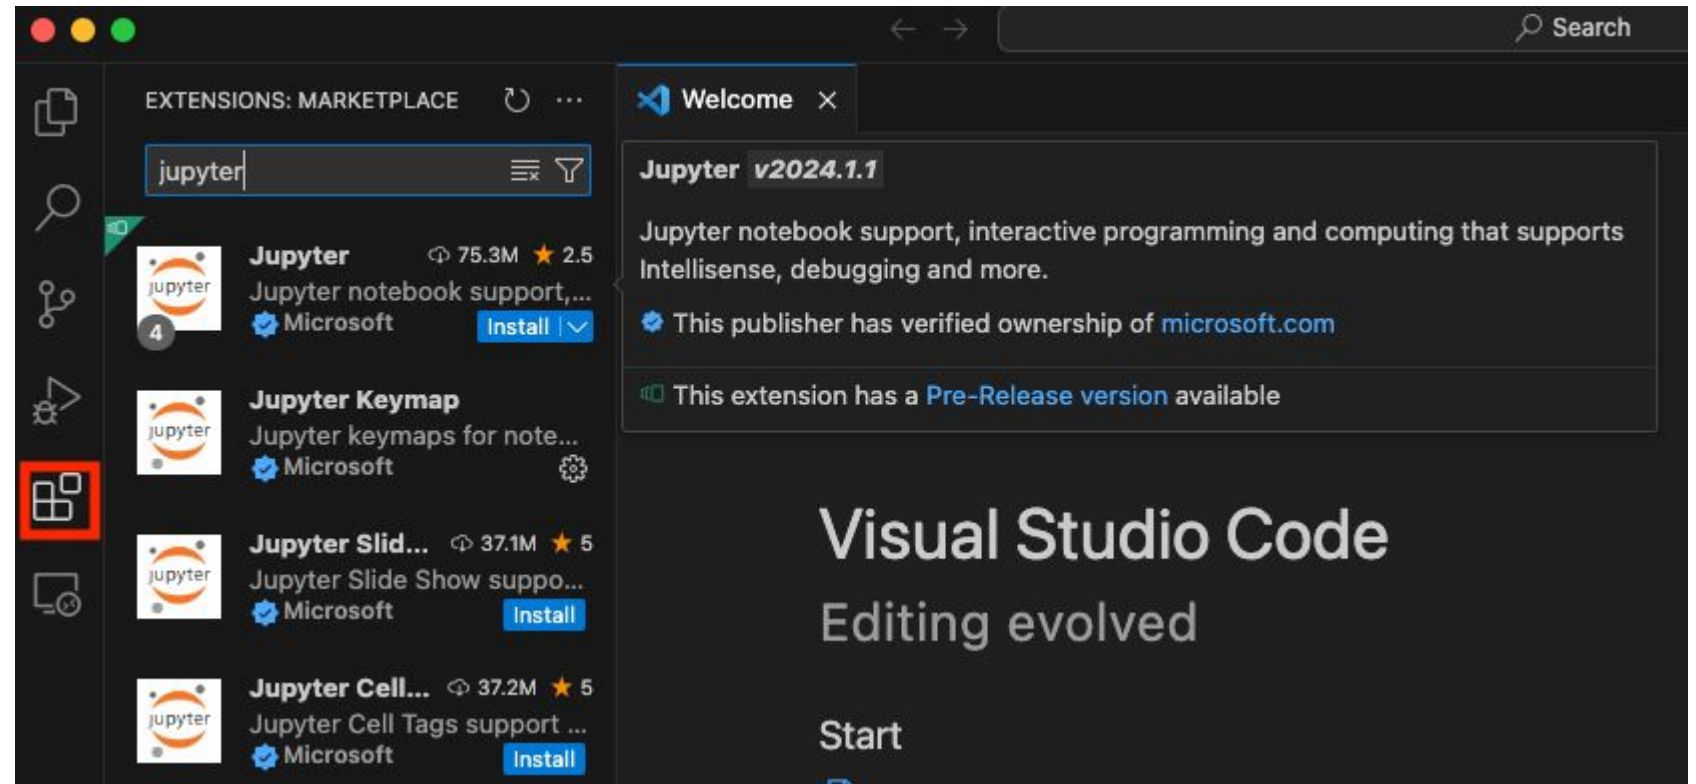 Search
EXTENSIONS: MARKETPLACE
Welcome
jupyter
Jupyter 75.3M 2.5
jupyter
Jupyter notebook support,...
4
Microsoft
Install
Jupyter Keymap
jupyter
Jupyter keymaps for note...
Microsoft
Jupyter Slid... 37.1M 5
jupyter
Jupyter Slide Show suppo...
Microsoft
Install
Jupyter Cell... 37.2M 5
jupyter
Jupyter Cell Tags support ...
Microsoft
Install
Jupyter v2024.1.1
Jupyter notebook support, interactive programming and computing that supports
Intellisense, debugging and more.
This publisher has verified ownership of microsoft.com
This extension has a Pre-Release version available
Visual Studio Code
Editing evolved
Start